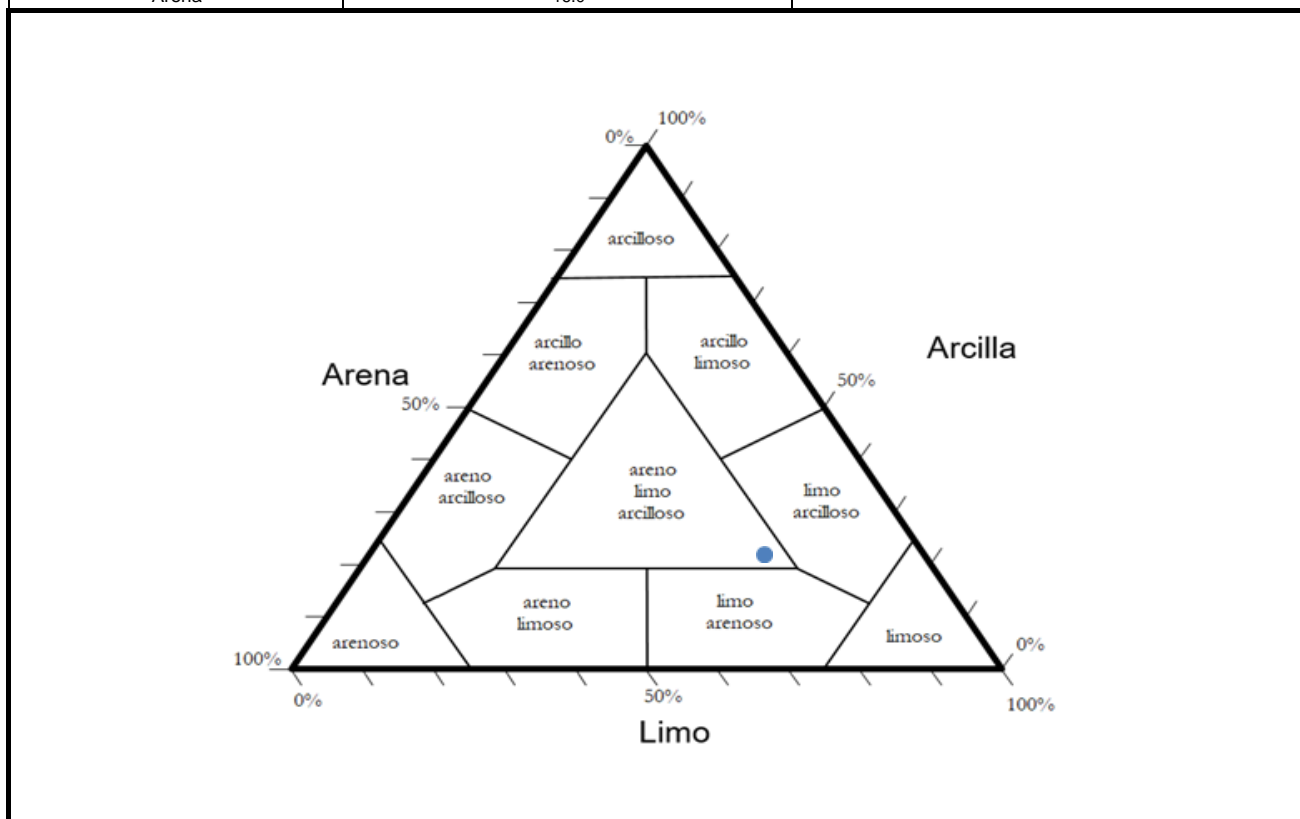 100%
0%
arcilloso
arcillo
arenoso
arcillo
limoso
Arcilla
Arena
50%
50%
areno
arcilloso
areno
limo
arcilloso
limo
arcilloso
areno
limoso
limo
arenoso
arenoso
limoso
100%
0%
0%
50%
100%
Limo